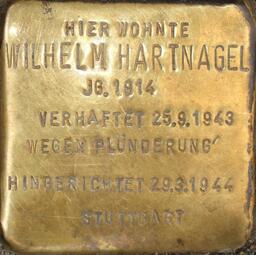 HIER WOHNTE
WILHELM HARTNAGEL
JG. 1914
VERHAFTET 25.9.1943
'WEGEN PLÜNDERUNG'
HINGERICHTET 29.3.1944
STUTTGART